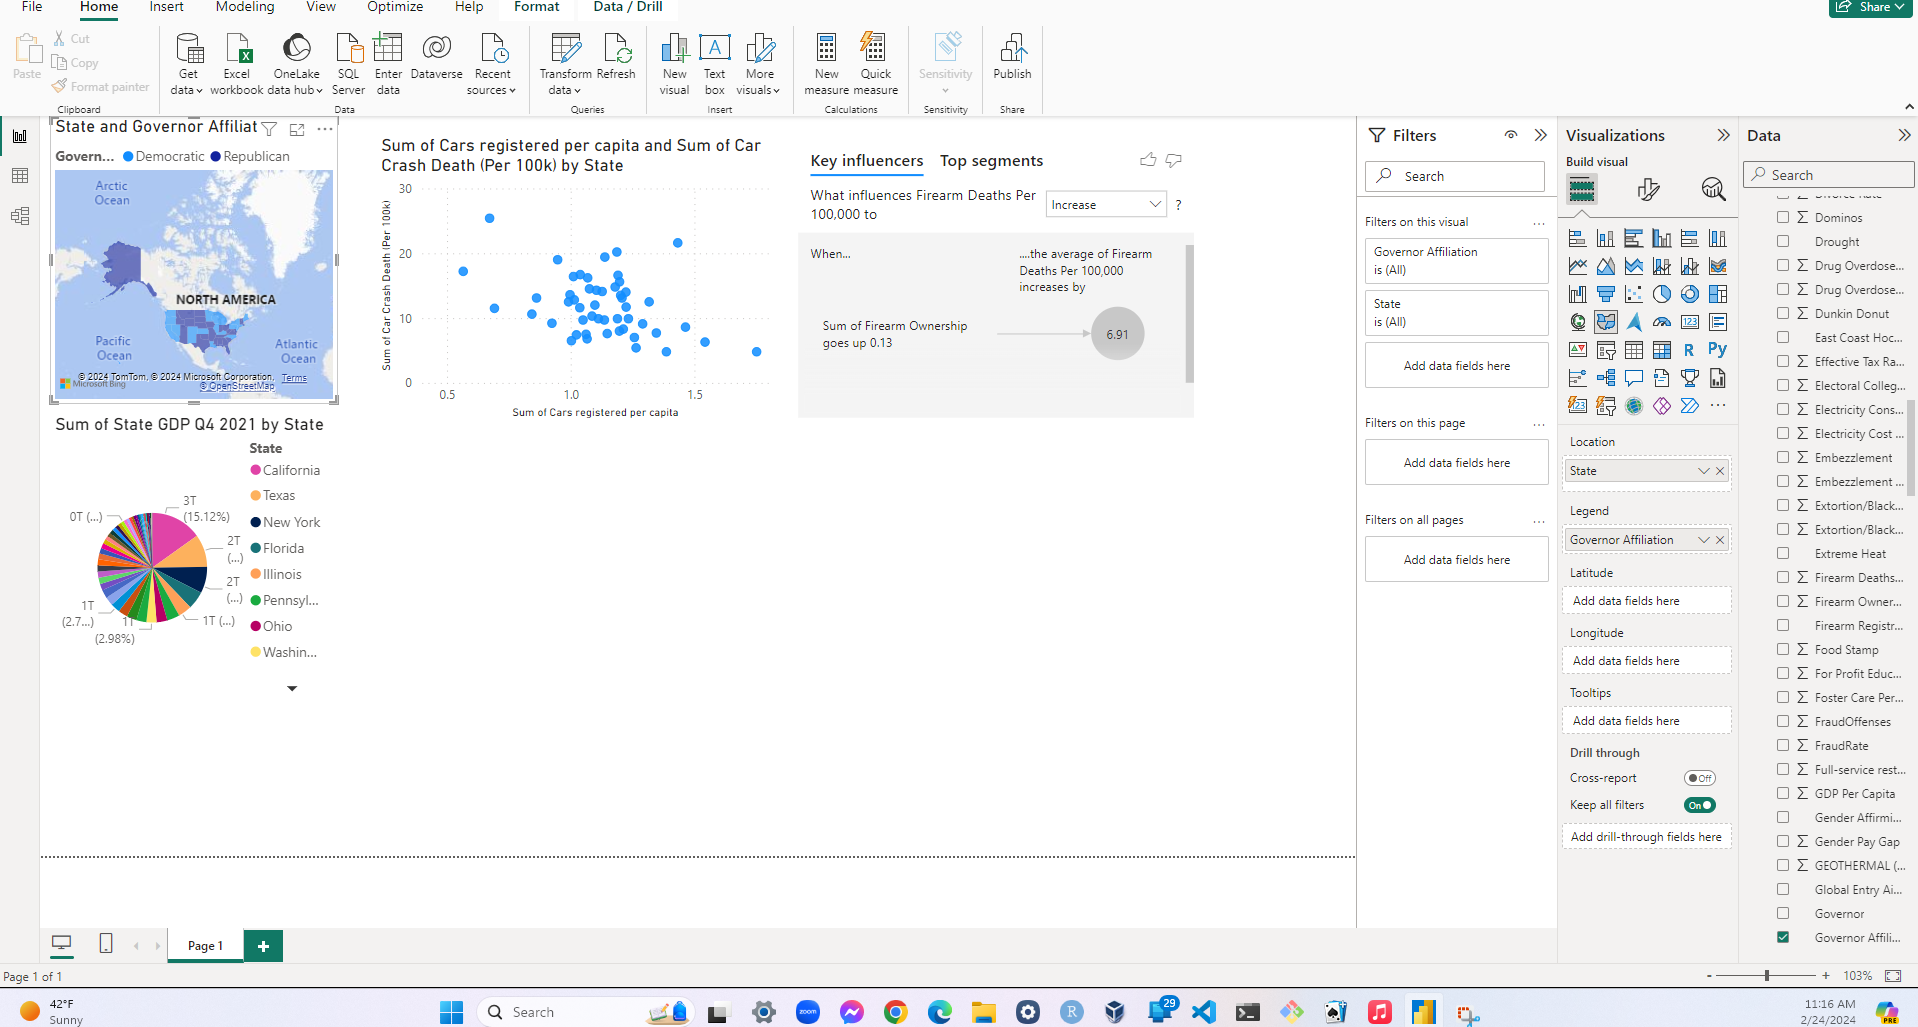 File Home Insert Modeling View Optimize Help Format Data / Drill Share
Paste
Cut
Copy
Format painter
Clipboard
Get data
Excel workbook
OneLake data hub
SQL Server
Enter data
Dataverse
Recent sources
Data
Transform data
Refresh
Queries
New visual
Text box
More visuals
Insert
New measure
Quick measure
Calculations
Sensitivity
Sensitivity
Publish
Share
State and Governor Affiliat
Govern... Democratic Republican
Arctic Ocean
NORTH AMERICA
Pacific Ocean
Atlantic Ocean
© 2024 TomTom, © 2024 Microsoft Corporation, Terms
Microsoft Bing © OpenStreetMap
Sum of Cars registered per capita and Sum of Car
Crash Death (Per 100k) by State
Sum of Car Crash Death (Per 100k)
30
20
10
0
0.5 1.0 1.5
Sum of Cars registered per capita
Key influencers Top segments
What influences Firearm Deaths Per
100,000 to
Increase ?
When...
....the average of Firearm
Deaths Per 100,000
increases by
Sum of Firearm Ownership
goes up 0.13
6.91
Sum of State GDP Q4 2021 by State
State
California
Texas
New York
Florida
Illinois
Pennsyl...
Ohio
Washin...
3T
(15.12%)
0T (...)
2T
(...)
2T
(...)
1T (...)
1T
(2.7...)
1T
(2.98%)
Filters
Search
Filters on this visual ...
Governor Affiliation
is (All)
State
is (All)
Add data fields here
Filters on this page ...
Add data fields here
Filters on all pages ...
Add data fields here
Visualizations
Build visual
R Py
123
123
...
Location
State
Legend
Governor Affiliation
Latitude
Add data fields here
Longitude
Add data fields here
Tooltips
Add data fields here
Drill through
Cross-report Off
Keep all filters On
Add drill-through fields here
Data
Search
Divorce Rate
Dominos
Drought
Drug Overdose...
Drug Overdose...
Dunkin Donut
East Coast Hoc...
Effective Tax Ra...
Electoral Colleg...
Electricity Cons...
Electricity Cost ...
Embezzlement
Embezzlement ...
Extortion/Black...
Extortion/Black...
Extreme Heat
Firearm Deaths...
Firearm Owner...
Firearm Registr...
Food Stamp
For Profit Educ...
Foster Care Per...
FraudOffenses
FraudRate
Full-service rest...
GDP Per Capita
Gender Affirmi...
Gender Pay Gap
GEOTHERMAL (...
Global Entry Ai...
Governor
Governor Affili...
Page 1 +
Page 1 of 1
- + 103%
42°F
Sunny
Search
zoom
R
29
PRE
11:16 AM
2/24/2024